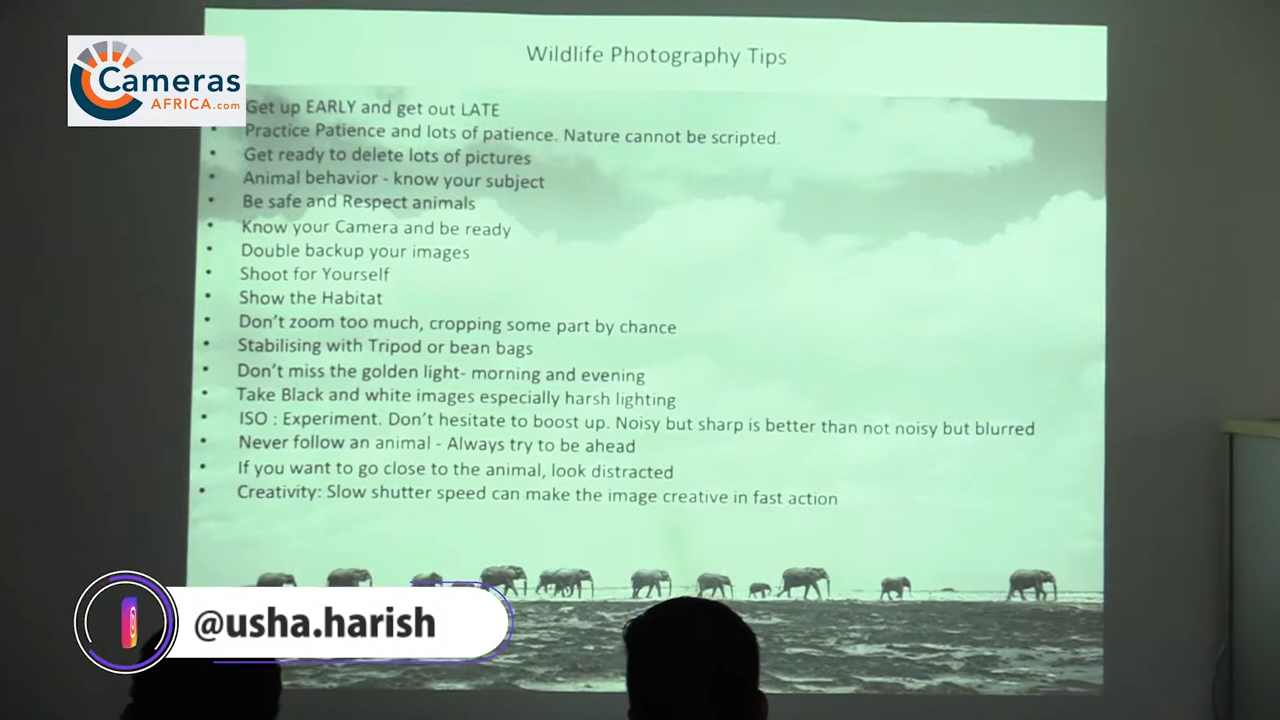 Cameras
AFRICA.com
Wildlife Photography Tips
Get up EARLY and get out LATE
• Practice Patience and lots of patience. Nature cannot be scripted.
• Get ready to delete lots of pictures
• Animal behavior - know your subject
• Be safe and Respect animals
• Know your Camera and be ready
• Double backup your images
• Shoot for Yourself
• Show the Habitat
• Don't zoom too much, cropping some part by chance
• Stabilising with Tripod or bean bags
• Don't miss the golden light- morning and evening
• Take Black and white images especially harsh lighting
• ISO : Experiment. Don't hesitate to boost up. Noisy but sharp is better than not noisy but blurred
• Never follow an animal - Always try to be ahead
• If you want to go close to the animal, look distracted
• Creativity: Slow shutter speed can make the image creative in fast action
@usha.harish